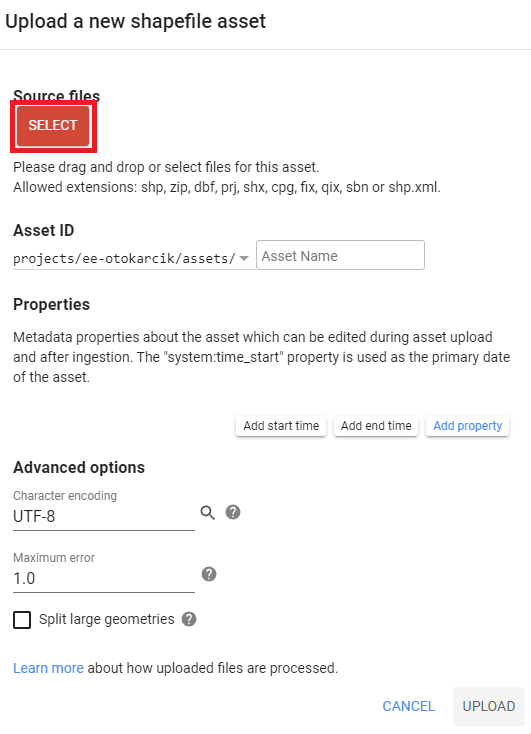 Upload a new shapefile asset
Source files
SELECT
Please drag and drop or select files for this asset.
Allowed extensions: shp, zip, dbf, prj, shx, cpg, fix, qix, sbn or shp.xml.
Asset ID
projects/ee-otokarcik/assets/ Asset Name
Properties
Metadata properties about the asset which can be edited during asset upload
and after ingestion. The "system:time_start" property is used as the primary date
of the asset.
Add start time Add end time Add property
Advanced options
Character encoding
UTF-8
Maximum error
1.0
Split large geometries
Learn more about how uploaded files are processed.
CANCEL UPLOAD